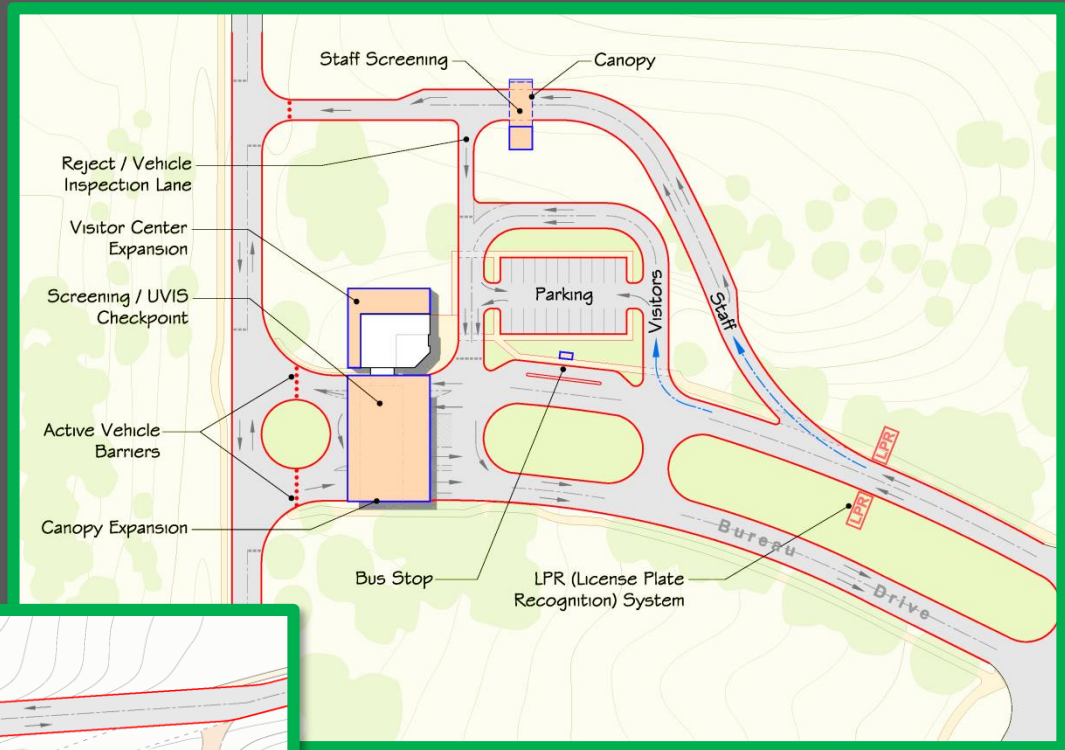 Staff Screening
Canopy
Reject / Vehicle
Inspection Lane
Visitor Center
Expansion
Screening / UVIS
Checkpoint
Parking
Visitors
Staff
Active Vehicle
Barriers
LPR
LPR
Canopy Expansion
Bus Stop
LPR (License Plate
Recognition) System
Bureau Drive